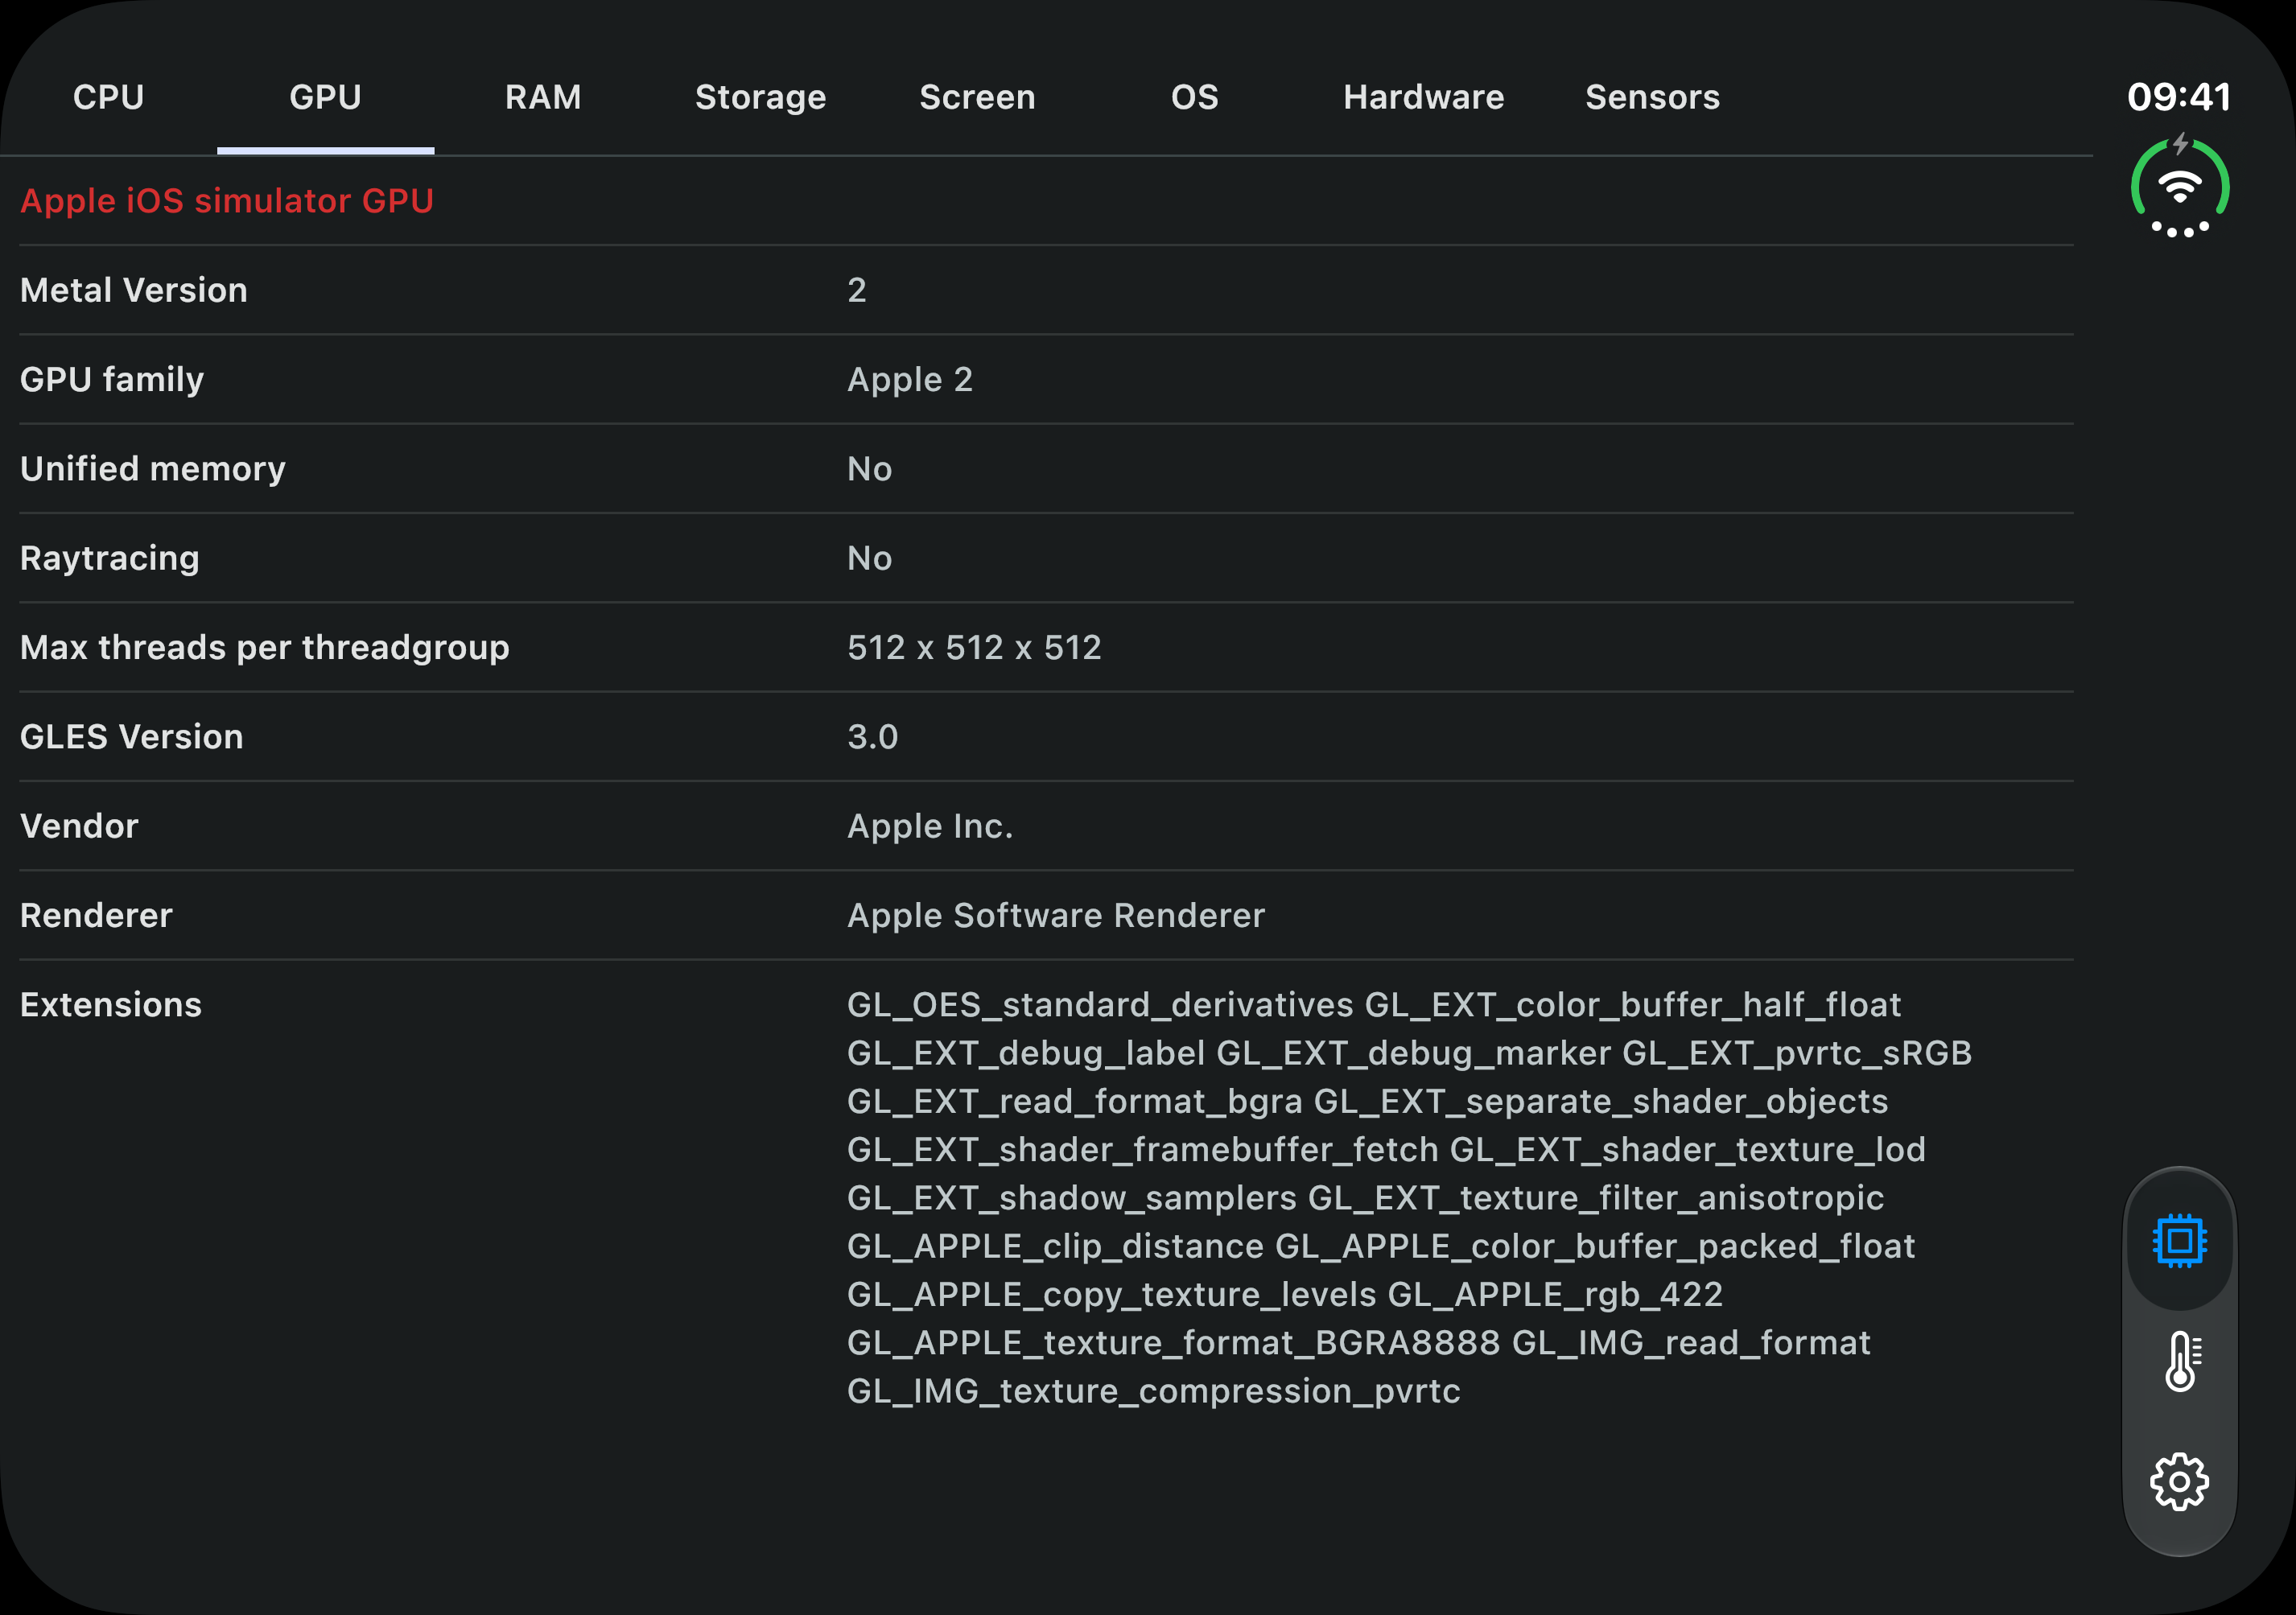 CPU GPU RAM Storage Screen OS Hardware Sensors
09:41
Apple iOS simulator GPU
Metal Version 2
GPU family Apple 2
Unified memory No
Raytracing No
Max threads per threadgroup 512 x 512 x 512
GLES Version 3.0
Vendor Apple Inc.
Renderer Apple Software Renderer
Extensions GL_OES_standard_derivatives GL_EXT_color_buffer_half_float
GL_EXT_debug_label GL_EXT_debug_marker GL_EXT_pvrtc_sRGB
GL_EXT_read_format_bgra GL_EXT_separate_shader_objects
GL_EXT_shader_framebuffer_fetch GL_EXT_shader_texture_lod
GL_EXT_shadow_samplers GL_EXT_texture_filter_anisotropic
GL_APPLE_clip_distance GL_APPLE_color_buffer_packed_float
GL_APPLE_copy_texture_levels GL_APPLE_rgb_422
GL_APPLE_texture_format_BGRA8888 GL_IMG_read_format
GL_IMG_texture_compression_pvrtc